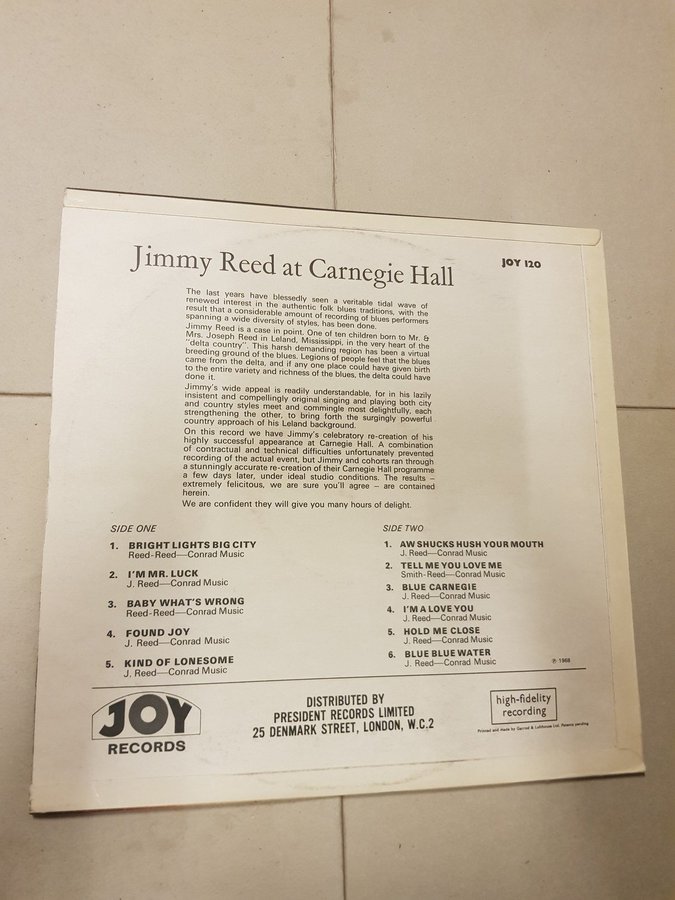 Jimmy Reed at Carnegie Hall
JOY 120
The last years have blessedly seen a veritable tidal wave of
renewed interest in the authentic folk blues traditions, with the
result that a considerable amount of recording of blues performers
spanning a wide diversity of styles, has been done.
Jimmy Reed is a case in point. One of ten children born to Mr. &
Mrs. Joseph Reed in Leland, Mississippi, in the very heart of the
"delta country". This harsh demanding region has been a virtual
breeding ground of the blues. Legions of people feel that the blues
came from the delta, and if any one place could have given birth
to the entire variety and richness of the blues, the delta could have
done it.
Jimmy's wide appeal is readily understandable, for in his lazily
insistent and compellingly original singing and playing both city
and country styles meet and commingle most delightfully, each
strengthening the other, to bring forth the surgingly powerful
country approach of his Leland background.
On this record we have Jimmy's celebratory re-creation of his
highly successful appearance at Carnegie Hall. A combination
of contractual and technical difficulties unfortunately prevented
recording of the actual event, but Jimmy and cohorts ran through
a stunningly accurate re-creation of their Carnegie Hall programme
a few days later, under ideal studio conditions. The results –
extremely felicitous, we are sure you'll agree – are contained
herein.
We are confident they will give you many hours of delight.
SIDE ONE
1. BRIGHT LIGHTS BIG CITY
Reed-Reed—Conrad Music
2. I'M MR. LUCK
J. Reed—Conrad Music
3. BABY WHAT'S WRONG
Reed-Reed—Conrad Music
4. FOUND JOY
J. Reed—Conrad Music
5. KIND OF LONESOME
J. Reed—Conrad Music
SIDE TWO
1. AW SHUCKS HUSH YOUR MOUTH
J. Reed—Conrad Music
2. TELL ME YOU LOVE ME
Smith-Reed—Conrad Music
3. BLUE CARNEGIE
J. Reed—Conrad Music
4. I'M A LOVE YOU
J. Reed—Conrad Music
5. HOLD ME CLOSE
J. Reed—Conrad Music
6. BLUE BLUE WATER
J. Reed—Conrad Music
℗ 1968
JOY
RECORDS
DISTRIBUTED BY
PRESIDENT RECORDS LIMITED
25 DENMARK STREET, LONDON, W.C.2
high-fidelity
recording
Printed and made by Garrod & Lofthouse Ltd. Patents pending